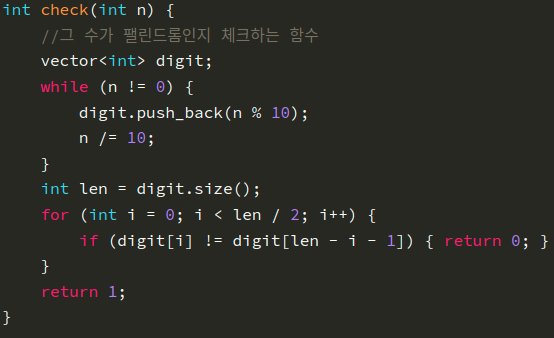 int check(int n) {
    //그 수가 팰린드롬인지 체크하는 함수
    vector<int> digit;
    while (n != 0) {
        digit.push_back(n % 10);
        n /= 10;
    }
    int len = digit.size();
    for (int i = 0; i < len / 2; i++) {
        if (digit[i] != digit[len - i - 1]) { return 0; }
    }
    return 1;
}